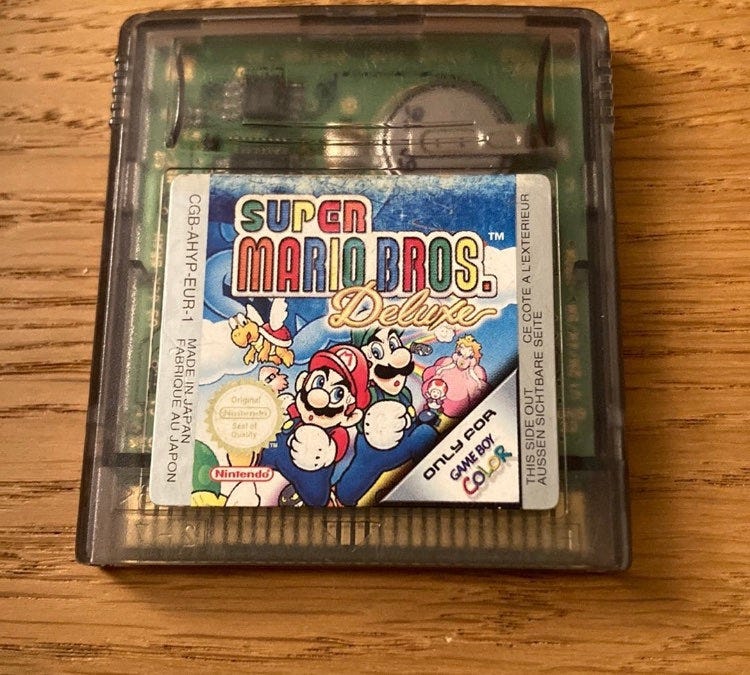 SUPER
MARIO BROS.
TM
Deluxe
CGB-AHYP-EUR-1 MADE IN JAPAN
FABRIQUE AU JAPON
Original
Nintendo
Seal of
Quality
TM
Nintendo
ONLY FOR
GAME BOY
COLOR
THIS SIDE OUT CE COTE A L'EXTERIEUR
AUSSEN SICHTBARE SEITE